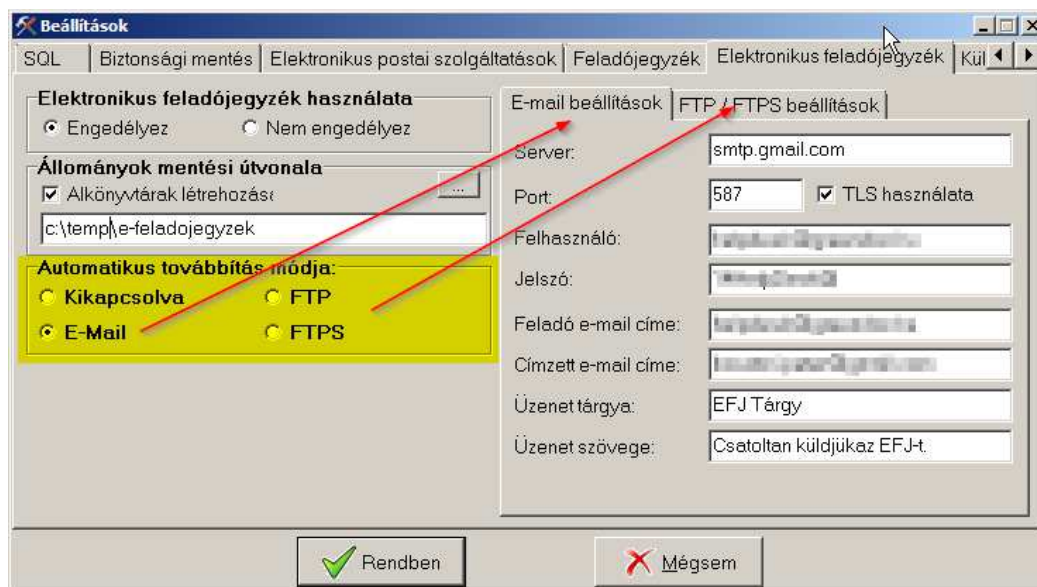 Beállítások
SQL
Biztonsági mentés
Elektronikus postai szolgáltatások
Feladójegyzék
Elektronikus feladójegyzék
Kül
Elektronikus feladójegyzék használata
Engedélyez
Nem engedélyez
Állományok mentési útvonala
Alkönyvtárak létrehozása
...
c:\temp\e-feladojegyzek
Automatikus továbbítás módja:
Kikapcsolva
FTP
E-Mail
FTPS
E-mail beállítások
FTP / FTPS beállítások
Server:
smtp.gmail.com
Port:
587
TLS használata
Felhasználó:
Jelszó:
Feladó e-mail címe:
Címzett e-mail címe:
Üzenet tárgya:
EFJ Tárgy
Üzenet szövege:
Csatoltan küldjükaz EFJ-t.
Rendben
Mégsem